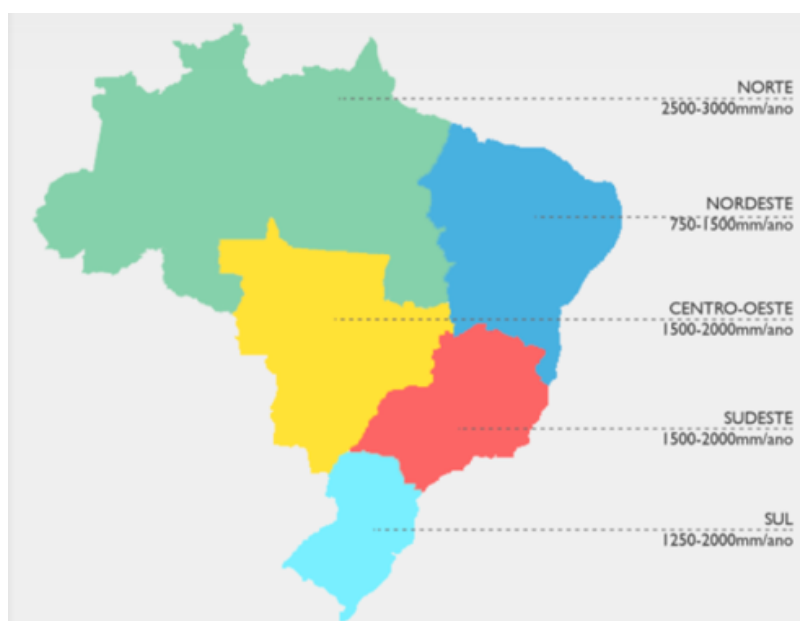 NORTE
2500-3000mm/ano
NORDESTE
750-1500mm/ano
CENTRO-OESTE
1500-2000mm/ano
SUDESTE
1500-2000mm/ano
SUL
1250-2000mm/ano